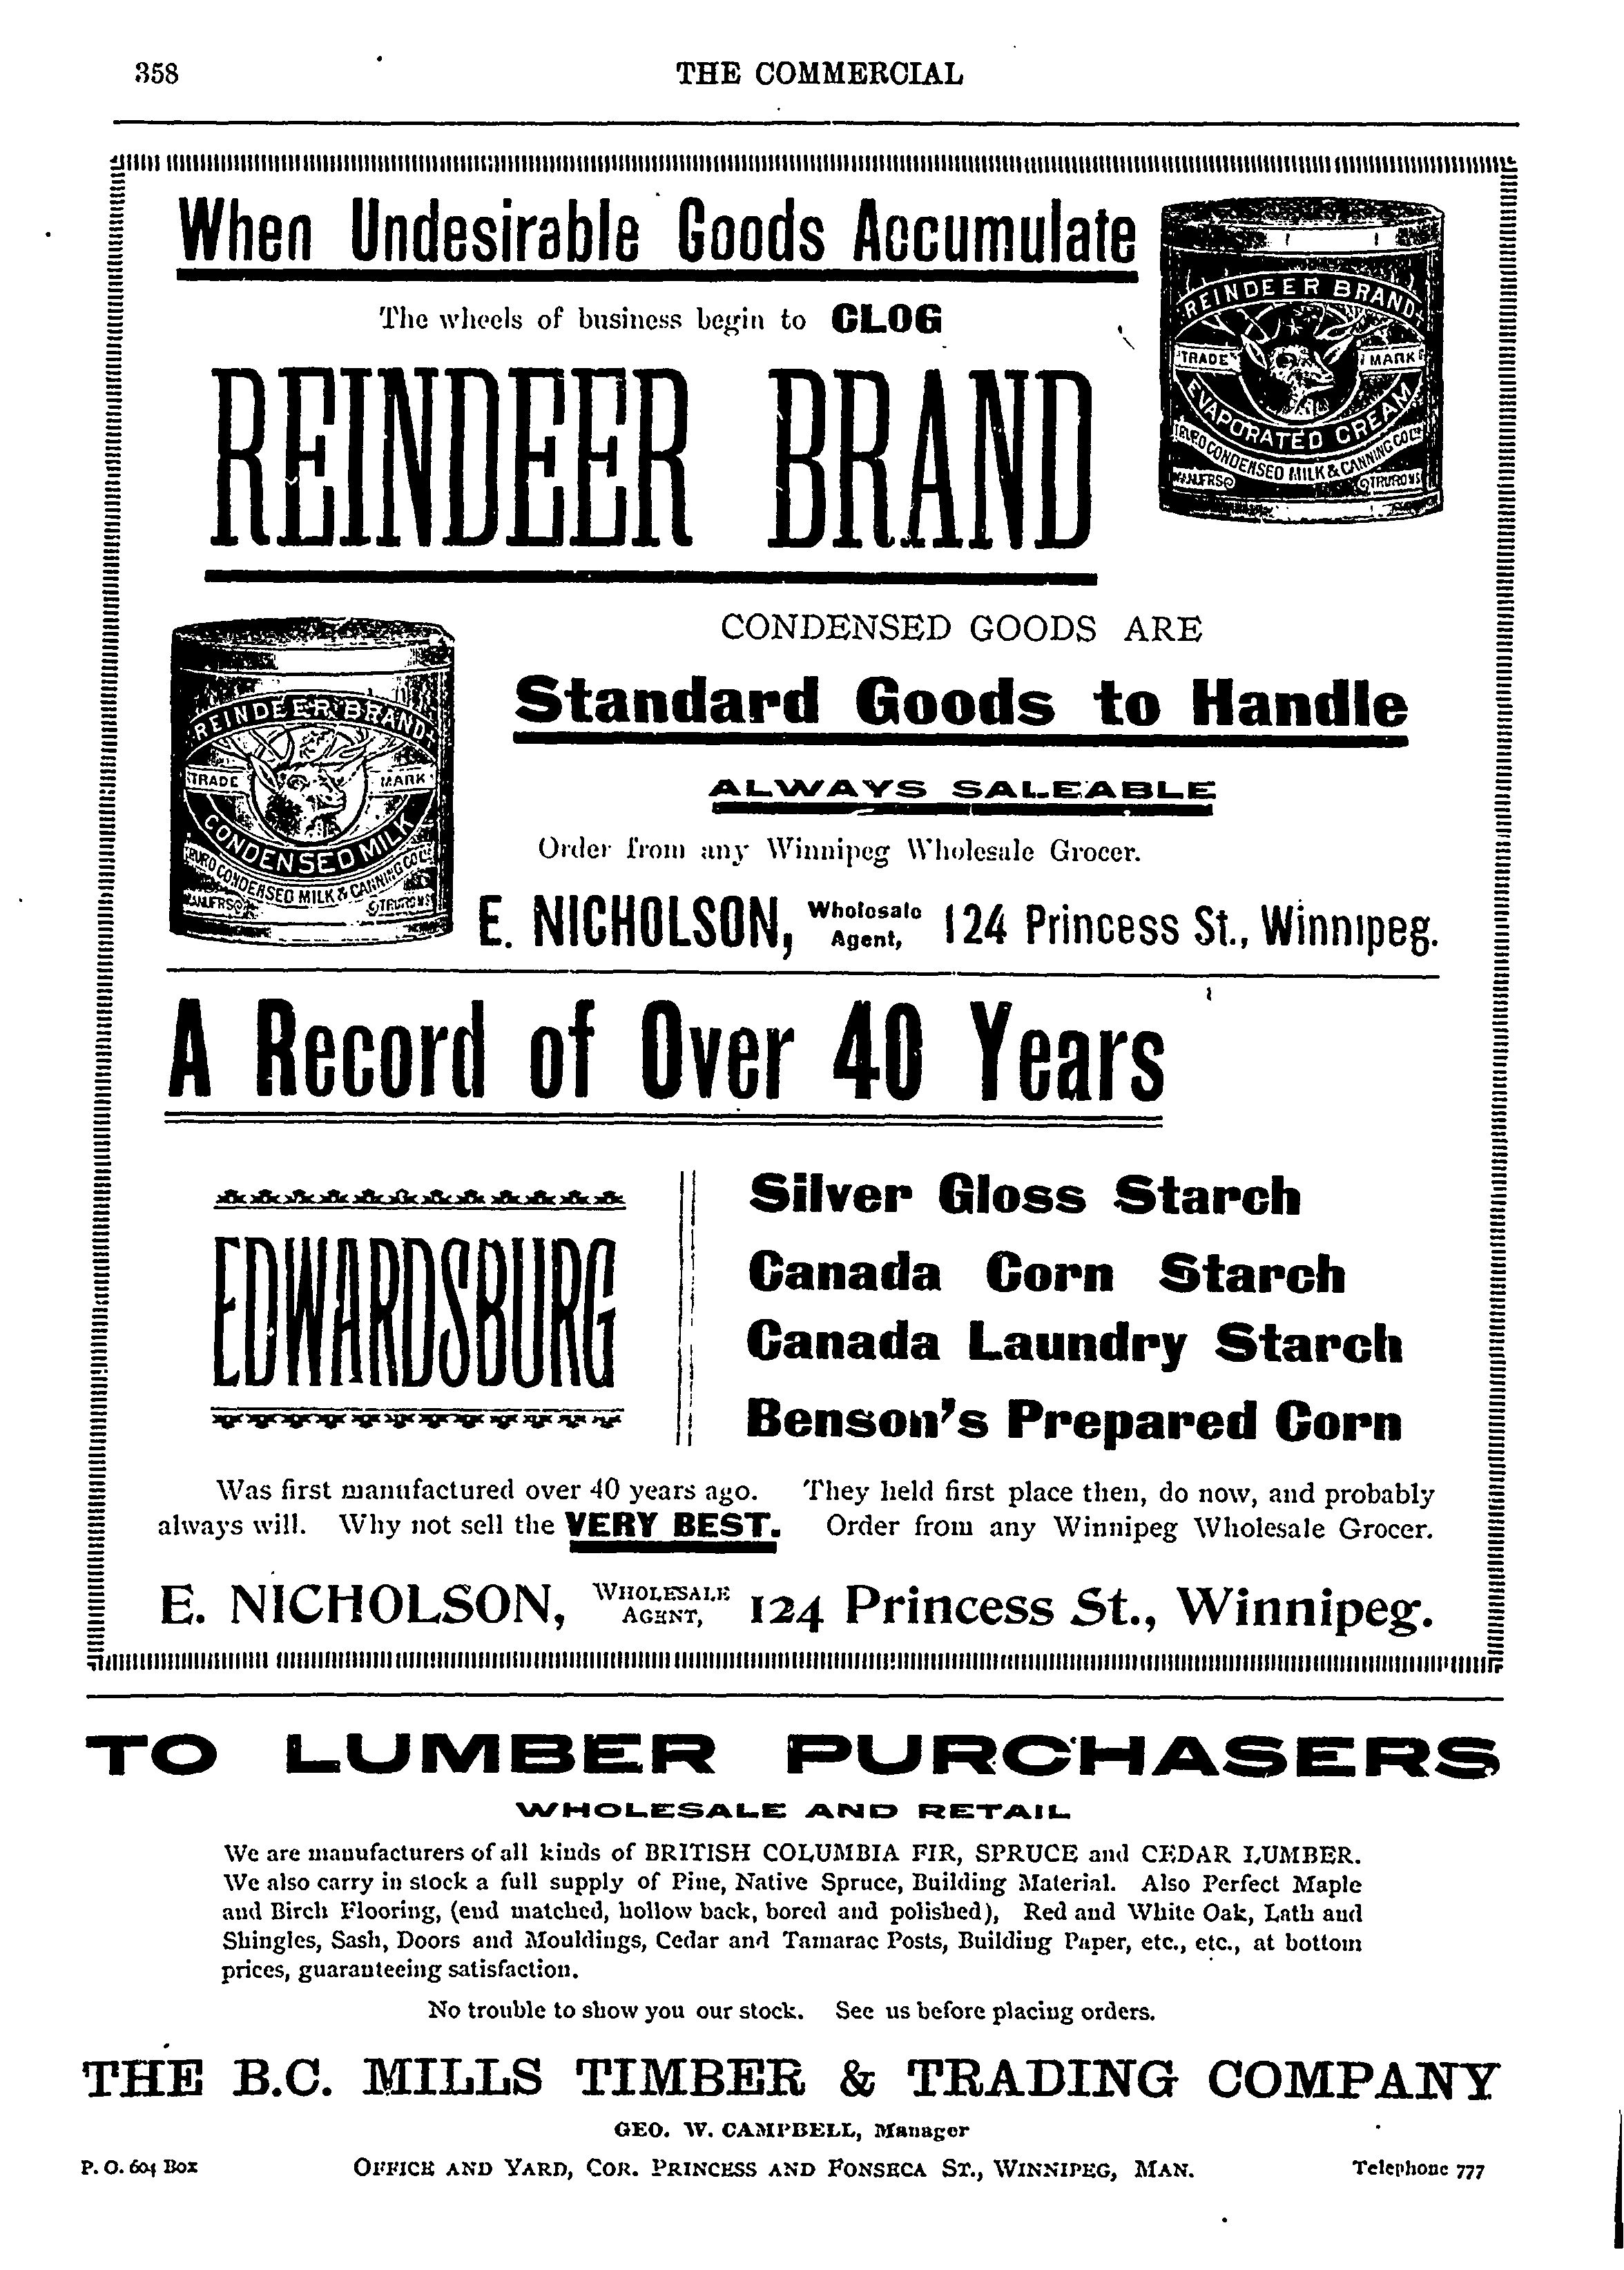 358
THE COMMERCIAL
When Undesirable Goods Accumulate
The wheels of business begin to CLOG
REINDEER BRAND
REINDEER BRAND
TRADE MARK
EVAPORATED CREAM
TRURO CONDENSED MILK & CANNING CO LTD
MANUFRS TRURO NS
CONDENSED GOODS ARE
Standard Goods to Handle
ALWAYS SALEABLE
REINDEER BRAND
TRADE MARK
CONDENSED MILK
TRURO CONDENSED MILK & CANNING CO LTD
MANUFRS TRURO NS
Order from any Winnipeg Wholesale Grocer.
E. NICHOLSON, Wholesale Agent, 124 Princess St., Winnipeg.
A Record of Over 40 Years
EDWARDSBURG
Silver Gloss Starch
Canada Corn Starch
Canada Laundry Starch
Benson's Prepared Corn
Was first manufactured over 40 years ago. They held first place then, do now, and probably
always will. Why not sell the VERY BEST. Order from any Winnipeg Wholesale Grocer.
E. NICHOLSON, WHOLESALE AGENT, 124 Princess St., Winnipeg.
TO LUMBER PURCHASERS
WHOLESALE AND RETAIL
We are manufacturers of all kinds of BRITISH COLUMBIA FIR, SPRUCE and CEDAR LUMBER.
We also carry in stock a full supply of Pine, Native Spruce, Building Material. Also Perfect Maple
and Birch Flooring, (end matched, hollow back, bored and polished), Red and White Oak, Lath and
Shingles, Sash, Doors and Mouldings, Cedar and Tamarac Posts, Building Paper, etc., etc., at bottom
prices, guaranteeing satisfaction.
No trouble to show you our stock. See us before placing orders.
THE B.C. MILLS TIMBER & TRADING COMPANY
GEO. W. CAMPBELL, Manager
P. O. 604 Box
OFFICE AND YARD, COR. PRINCESS AND FONSECA ST., WINNIPEG, MAN.
Telephone 777